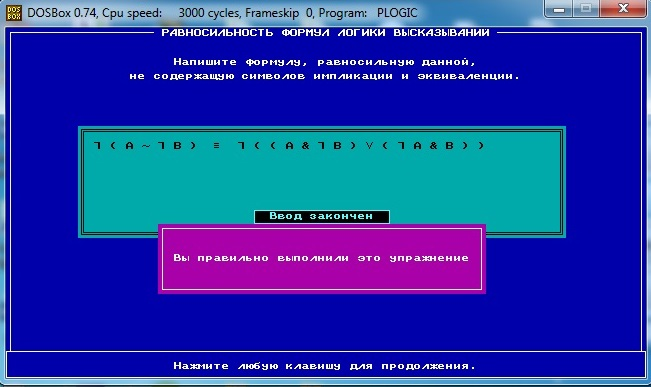 DOSBox 0.74, Cpu speed: 3000 cycles, Frameskip 0, Program: PLOGIC
РАВНОСИЛЬНОСТЬ ФОРМУЛ ЛОГИКИ ВЫСКАЗЫВАНИЙ
Напишите формулу, равносильную данной,
не содержащую символов импликации и эквиваленции.
⅂ ( A ~ ⅂ B ) ≡ ⅂ ( ( A & ⅂ B ) ∨ ( ⅂ A & B ) )
Ввод закончен
Вы правильно выполнили это упражнение
Нажмите любую клавишу для продолжения.